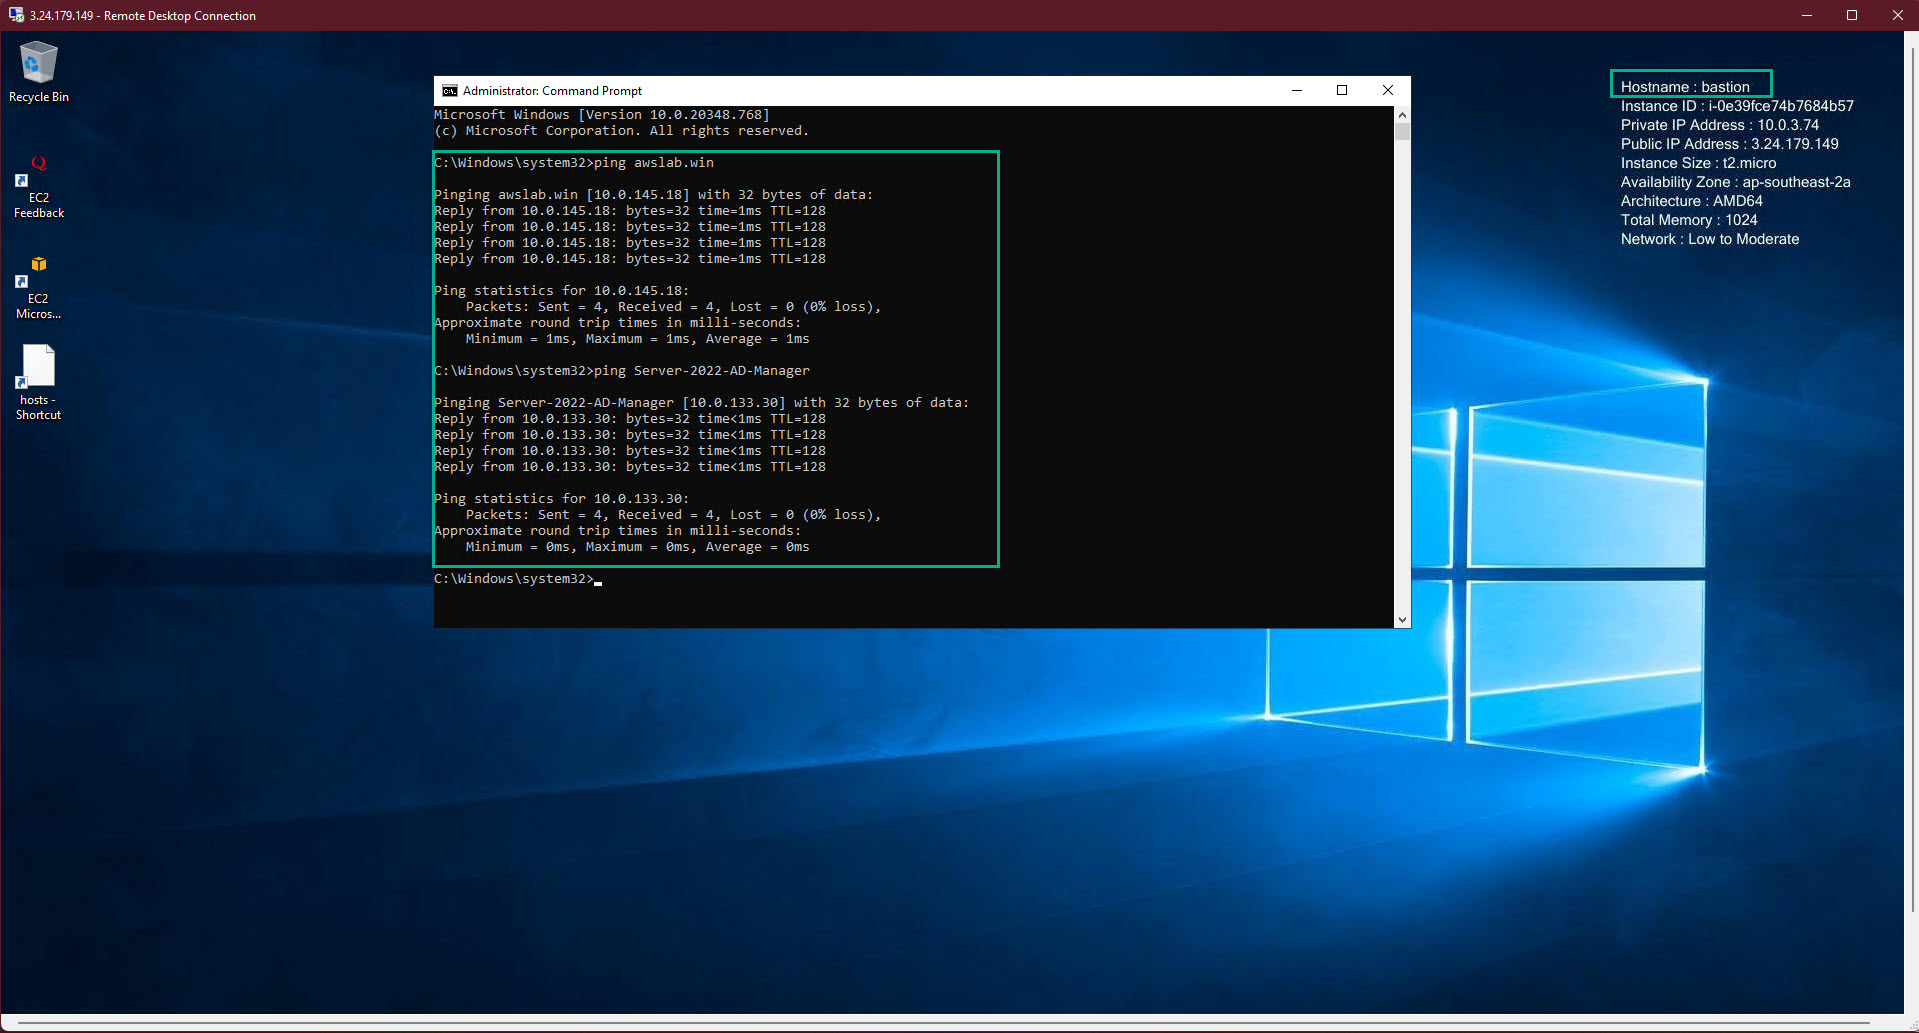 3.24.179.149 - Remote Desktop Connection
Recycle Bin
EC2
Feedback
EC2
Micros...
hosts -
Shortcut
Administrator: Command Prompt
Microsoft Windows [Version 10.0.20348.768]
(c) Microsoft Corporation. All rights reserved.
C:\Windows\system32>ping awslab.win
Pinging awslab.win [10.0.145.18] with 32 bytes of data:
Reply from 10.0.145.18: bytes=32 time=1ms TTL=128
Reply from 10.0.145.18: bytes=32 time=1ms TTL=128
Reply from 10.0.145.18: bytes=32 time=1ms TTL=128
Reply from 10.0.145.18: bytes=32 time=1ms TTL=128
Ping statistics for 10.0.145.18:
    Packets: Sent = 4, Received = 4, Lost = 0 (0% loss),
Approximate round trip times in milli-seconds:
    Minimum = 1ms, Maximum = 1ms, Average = 1ms
C:\Windows\system32>ping Server-2022-AD-Manager
Pinging Server-2022-AD-Manager [10.0.133.30] with 32 bytes of data:
Reply from 10.0.133.30: bytes=32 time<1ms TTL=128
Reply from 10.0.133.30: bytes=32 time<1ms TTL=128
Reply from 10.0.133.30: bytes=32 time<1ms TTL=128
Reply from 10.0.133.30: bytes=32 time<1ms TTL=128
Ping statistics for 10.0.133.30:
    Packets: Sent = 4, Received = 4, Lost = 0 (0% loss),
Approximate round trip times in milli-seconds:
    Minimum = 0ms, Maximum = 0ms, Average = 0ms
C:\Windows\system32>
Hostname : bastion
Instance ID : i-0e39fce74b7684b57
Private IP Address : 10.0.3.74
Public IP Address : 3.24.179.149
Instance Size : t2.micro
Availability Zone : ap-southeast-2a
Architecture : AMD64
Total Memory : 1024
Network : Low to Moderate